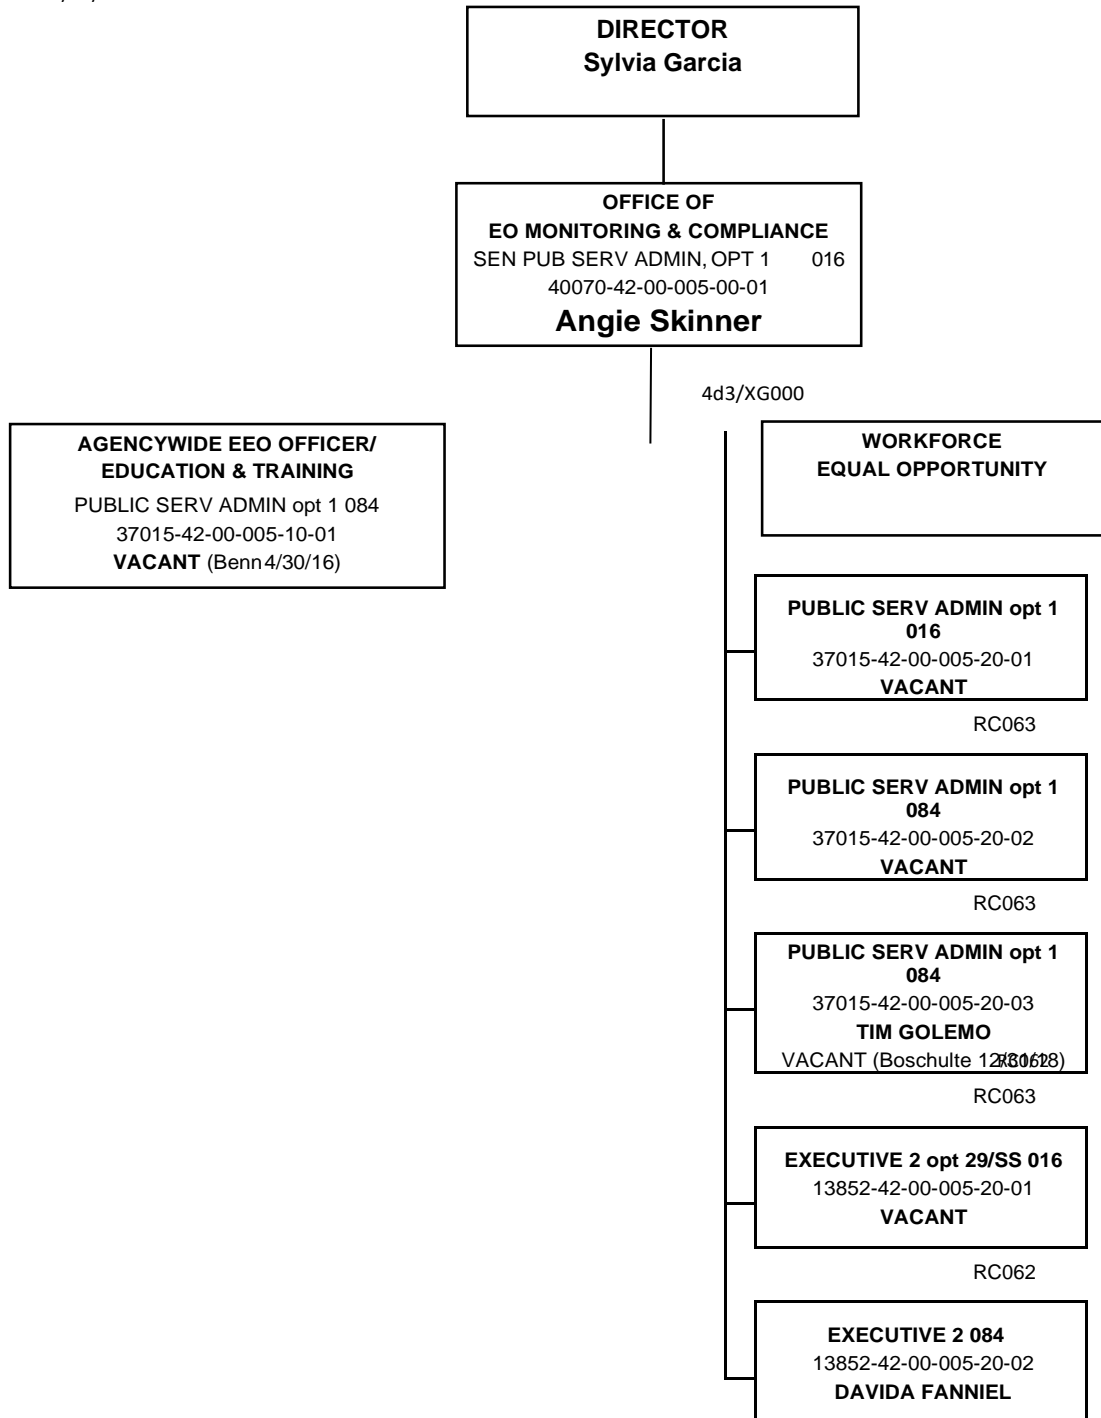 DIRECTOR
Sylvia Garcia
OFFICE OF
EO MONITORING & COMPLIANCE
SEN PUB SERV ADMIN, OPT 1 016
40070-42-00-005-00-01
Angie Skinner
4d3/XG000
AGENCYWIDE EEO OFFICER/
EDUCATION & TRAINING
PUBLIC SERV ADMIN opt 1 084
37015-42-00-005-10-01
VACANT (Benn 4/30/16)
WORKFORCE
EQUAL OPPORTUNITY
PUBLIC SERV ADMIN opt 1
016
37015-42-00-005-20-01
VACANT
RC063
PUBLIC SERV ADMIN opt 1
084
37015-42-00-005-20-02
VACANT
RC063
PUBLIC SERV ADMIN opt 1
084
37015-42-00-005-20-03
TIM GOLEMO
VACANT (Boschulte 12/31/18)
RC063
EXECUTIVE 2 opt 29/SS 016
13852-42-00-005-20-01
VACANT
RC062
EXECUTIVE 2 084
13852-42-00-005-20-02
DAVIDA FANNIEL